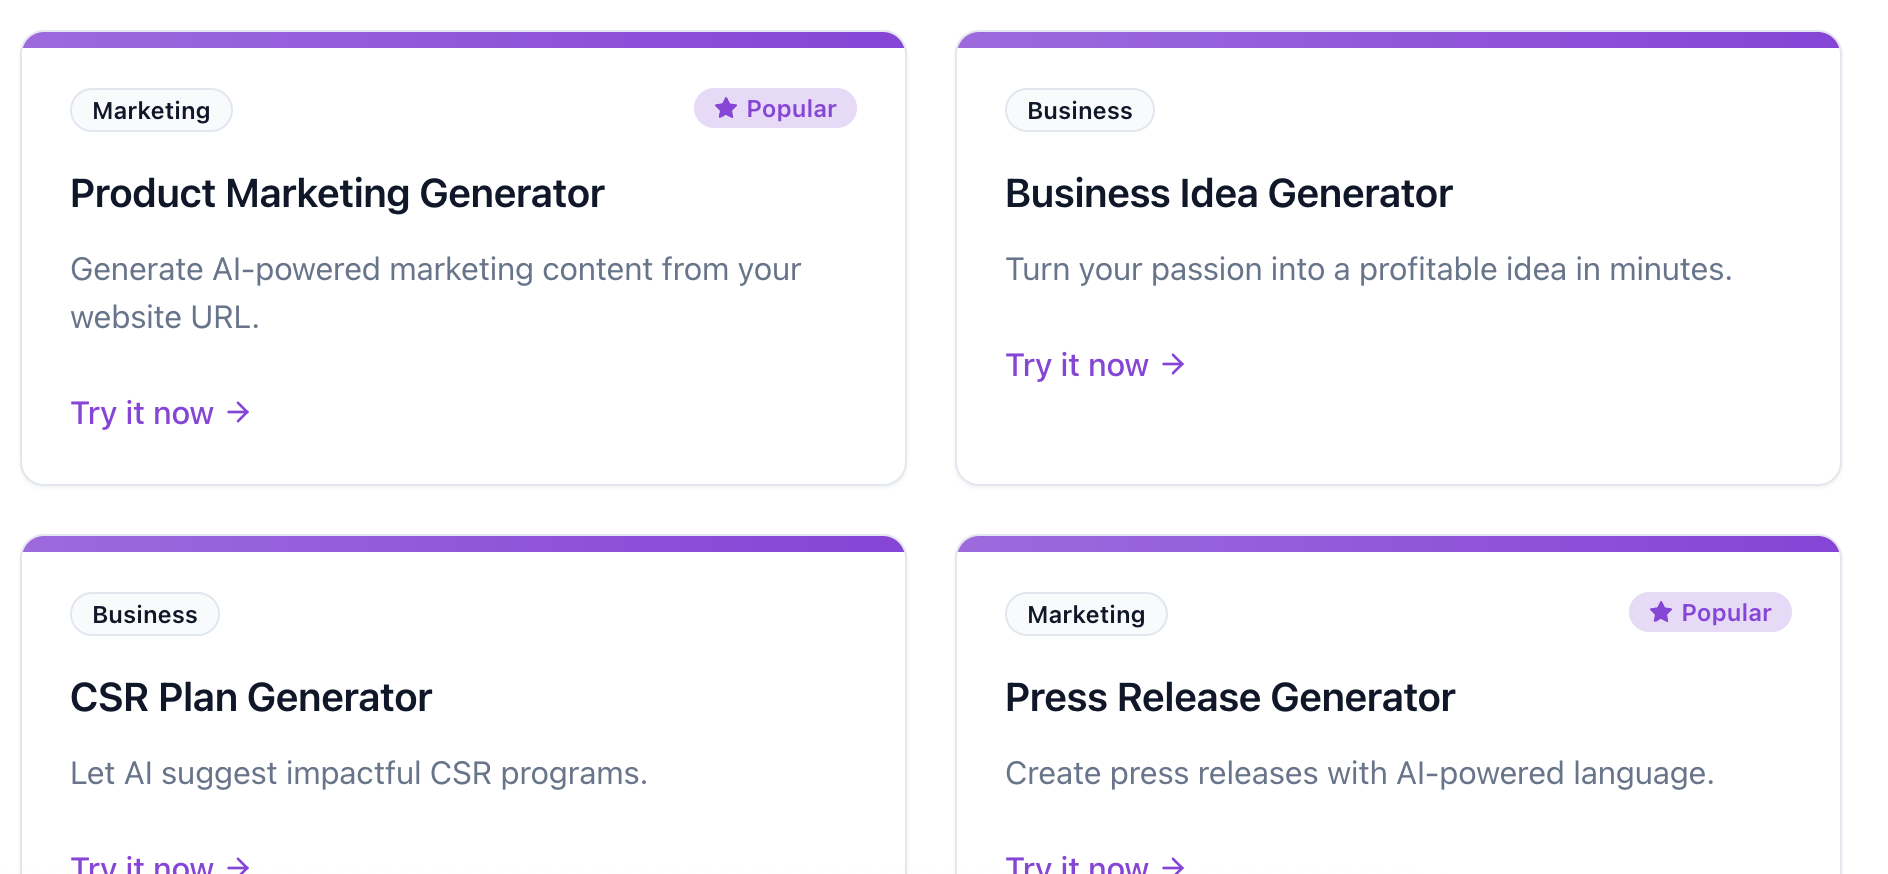 Marketing
Popular
Product Marketing Generator
Generate AI-powered marketing content from your
website URL.
Try it now
Business
Business Idea Generator
Turn your passion into a profitable idea in minutes.
Try it now
Business
CSR Plan Generator
Let AI suggest impactful CSR programs.
Try it now
Marketing
Popular
Press Release Generator
Create press releases with AI-powered language.
Try it now